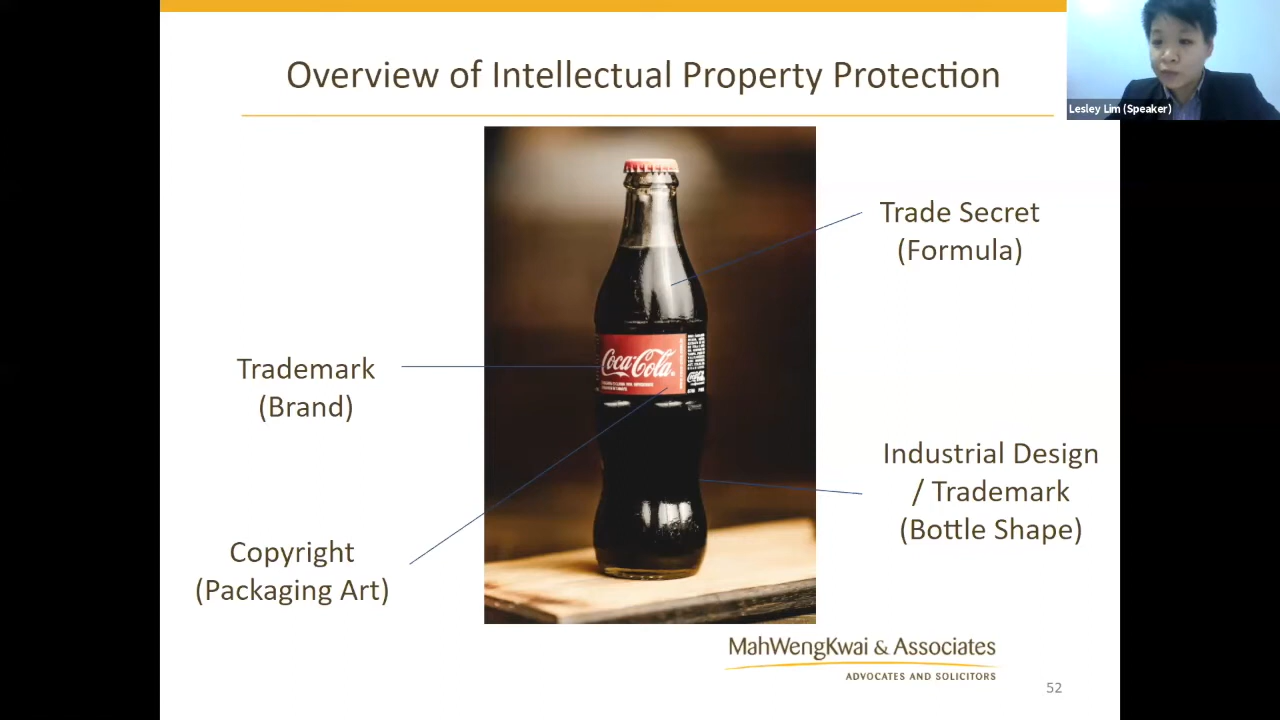 Overview of Intellectual Property Protection
Lesley Lim (Speaker)
Trade Secret
(Formula)
Trademark
(Brand)
Coca-Cola
Industrial Design
/ Trademark
(Bottle Shape)
Copyright
(Packaging Art)
MahWengKwai & Associates
ADVOCATES AND SOLICITORS
52